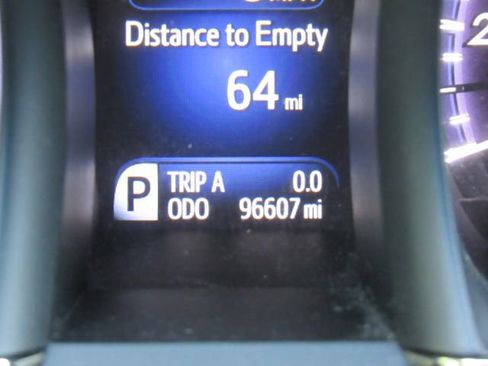 Distance to Empty
64 mi
P
TRIP A 0.0
ODO 96607 mi